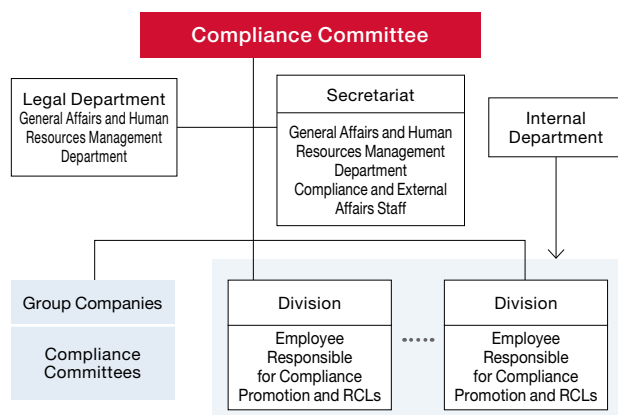 Compliance Committee
Legal Department
General Affairs and Human
Resources Management
Department
Secretariat
General Affairs and Human
Resources Management
Department
Compliance and External
Affairs Staff
Internal
Department
Group Companies
Compliance
Committees
Division
Employee
Responsible
for Compliance
Promotion and RCLs
Division
Employee
Responsible
for Compliance
Promotion and RCLs